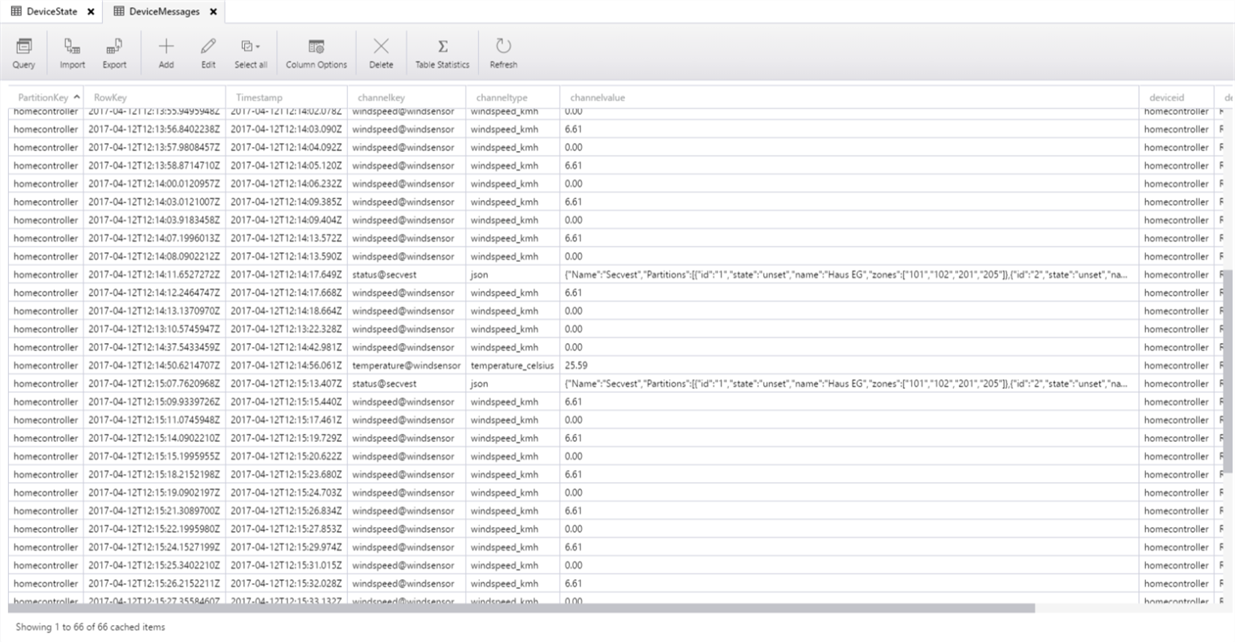 DeviceState × DeviceMessages ×
Query Import Export Add Edit Select all Column Options Delete Table Statistics Refresh
PartitionKey RowKey Timestamp channelkey channeltype channelvalue deviceid
homecontroller 2017-04-12T12:13:55.9495948Z 2017-04-12T12:14:02.078Z windspeed@windsensor windspeed_kmh 0.00 homecontroller
homecontroller 2017-04-12T12:13:56.8402238Z 2017-04-12T12:14:03.090Z windspeed@windsensor windspeed_kmh 6.61 homecontroller
homecontroller 2017-04-12T12:13:57.9808457Z 2017-04-12T12:14:04.092Z windspeed@windsensor windspeed_kmh 0.00 homecontroller
homecontroller 2017-04-12T12:13:58.8714710Z 2017-04-12T12:14:05.120Z windspeed@windsensor windspeed_kmh 6.61 homecontroller
homecontroller 2017-04-12T12:14:00.0120957Z 2017-04-12T12:14:06.232Z windspeed@windsensor windspeed_kmh 0.00 homecontroller
homecontroller 2017-04-12T12:14:03.0121007Z 2017-04-12T12:14:09.385Z windspeed@windsensor windspeed_kmh 6.61 homecontroller
homecontroller 2017-04-12T12:14:03.9183458Z 2017-04-12T12:14:09.404Z windspeed@windsensor windspeed_kmh 0.00 homecontroller
homecontroller 2017-04-12T12:14:07.1996013Z 2017-04-12T12:14:13.572Z windspeed@windsensor windspeed_kmh 6.61 homecontroller
homecontroller 2017-04-12T12:14:08.0902212Z 2017-04-12T12:14:13.590Z windspeed@windsensor windspeed_kmh 0.00 homecontroller
homecontroller 2017-04-12T12:14:11.6527272Z 2017-04-12T12:14:17.649Z status@secvest json {"Name":"Secvest","Partitions":[{"id":"1","state":"unset","name":"Haus EG","zones":["101","102","201","205"]},{"id":"2","state":"unset","na... homecontroller
homecontroller 2017-04-12T12:14:12.2464747Z 2017-04-12T12:14:17.668Z windspeed@windsensor windspeed_kmh 6.61 homecontroller
homecontroller 2017-04-12T12:14:13.1370970Z 2017-04-12T12:14:18.664Z windspeed@windsensor windspeed_kmh 0.00 homecontroller
homecontroller 2017-04-12T12:13:10.5745947Z 2017-04-12T12:13:22.328Z windspeed@windsensor windspeed_kmh 0.00 homecontroller
homecontroller 2017-04-12T12:14:37.5433459Z 2017-04-12T12:14:42.981Z windspeed@windsensor windspeed_kmh 0.00 homecontroller
homecontroller 2017-04-12T12:14:50.6214707Z 2017-04-12T12:14:56.061Z temperature@windsensor temperature_celsius 25.59 homecontroller
homecontroller 2017-04-12T12:15:07.7620968Z 2017-04-12T12:15:13.407Z status@secvest json {"Name":"Secvest","Partitions":[{"id":"1","state":"unset","name":"Haus EG","zones":["101","102","201","205"]},{"id":"2","state":"unset","na... homecontroller
homecontroller 2017-04-12T12:15:09.9339726Z 2017-04-12T12:15:15.440Z windspeed@windsensor windspeed_kmh 6.61 homecontroller
homecontroller 2017-04-12T12:15:11.0745948Z 2017-04-12T12:15:17.461Z windspeed@windsensor windspeed_kmh 0.00 homecontroller
homecontroller 2017-04-12T12:15:14.0902210Z 2017-04-12T12:15:19.729Z windspeed@windsensor windspeed_kmh 6.61 homecontroller
homecontroller 2017-04-12T12:15:15.1995955Z 2017-04-12T12:15:20.622Z windspeed@windsensor windspeed_kmh 0.00 homecontroller
homecontroller 2017-04-12T12:15:18.2152198Z 2017-04-12T12:15:23.680Z windspeed@windsensor windspeed_kmh 6.61 homecontroller
homecontroller 2017-04-12T12:15:19.0902197Z 2017-04-12T12:15:24.703Z windspeed@windsensor windspeed_kmh 0.00 homecontroller
homecontroller 2017-04-12T12:15:21.3089700Z 2017-04-12T12:15:26.834Z windspeed@windsensor windspeed_kmh 6.61 homecontroller
homecontroller 2017-04-12T12:15:22.1995980Z 2017-04-12T12:15:27.853Z windspeed@windsensor windspeed_kmh 0.00 homecontroller
homecontroller 2017-04-12T12:15:24.1527199Z 2017-04-12T12:15:29.974Z windspeed@windsensor windspeed_kmh 6.61 homecontroller
homecontroller 2017-04-12T12:15:25.3402210Z 2017-04-12T12:15:31.015Z windspeed@windsensor windspeed_kmh 0.00 homecontroller
homecontroller 2017-04-12T12:15:26.2152211Z 2017-04-12T12:15:32.028Z windspeed@windsensor windspeed_kmh 6.61 homecontroller
homecontroller 2017-04-12T12:15:27.3558460Z 2017-04-12T12:15:33.132Z windspeed@windsensor windspeed_kmh 0.00 homecontroller
Showing 1 to 66 of 66 cached items